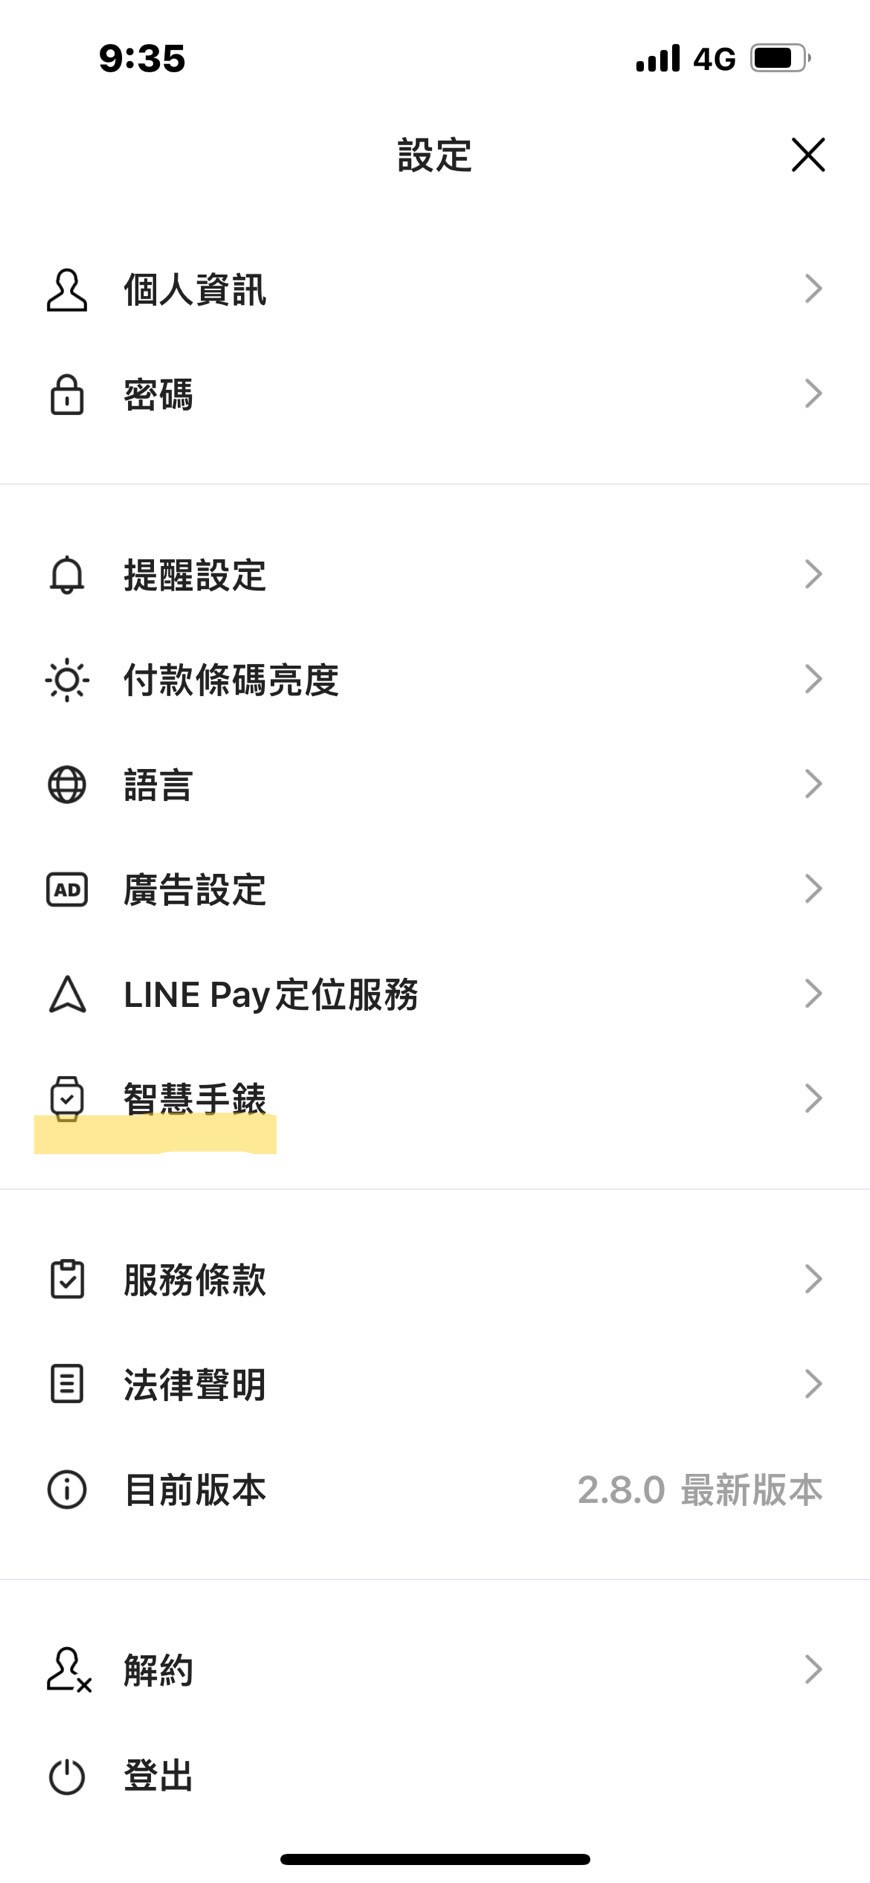 9:35
4G
設定
個人資訊
密碼
提醒設定
付款條碼亮度
語言
AD 廣告設定
LINE Pay定位服務
智慧手錶
服務條款
法律聲明
目前版本 2.8.0 最新版本
解約
登出